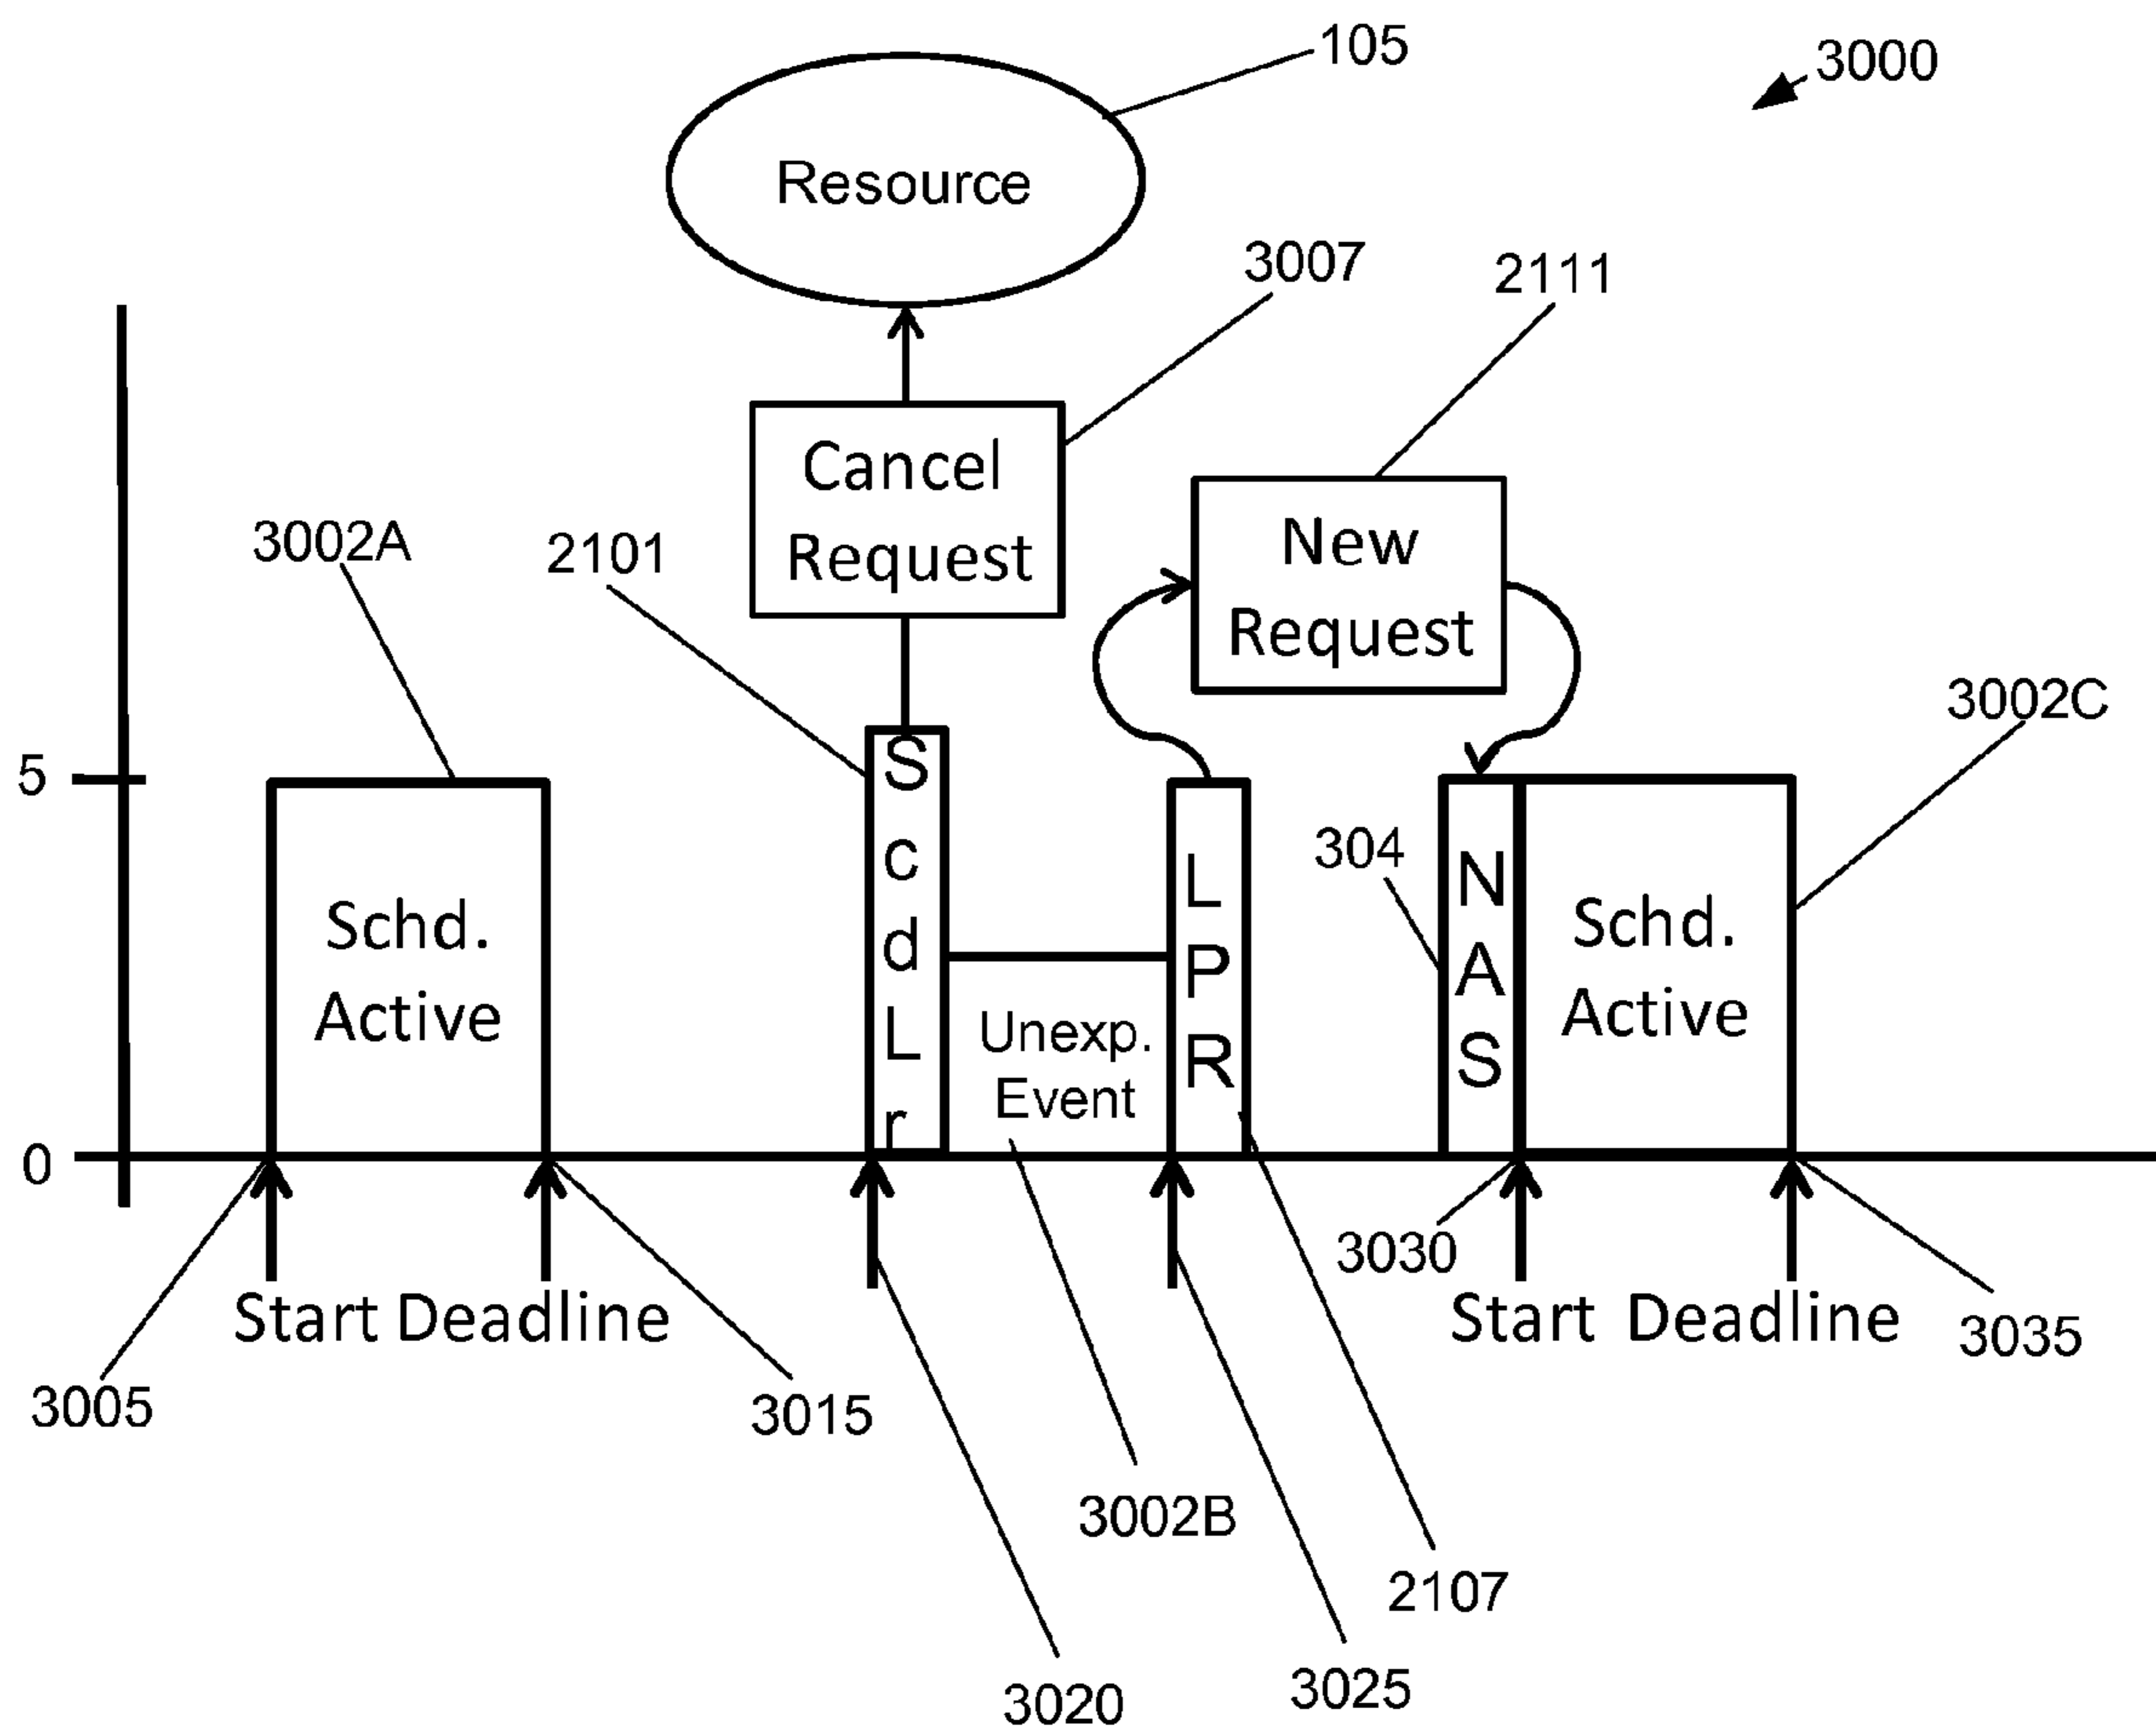 105
3000
Resource
3007
2111
Cancel
Request
New
Request
3002A
2101
3002C
5
S
c
d
L
r
L
P
R
304
N
A
S
Schd.
Active
Unexp.
Event
Schd.
Active
0
3030
Start Deadline
Start Deadline
3035
3005
3015
3002B
2107
3020
3025